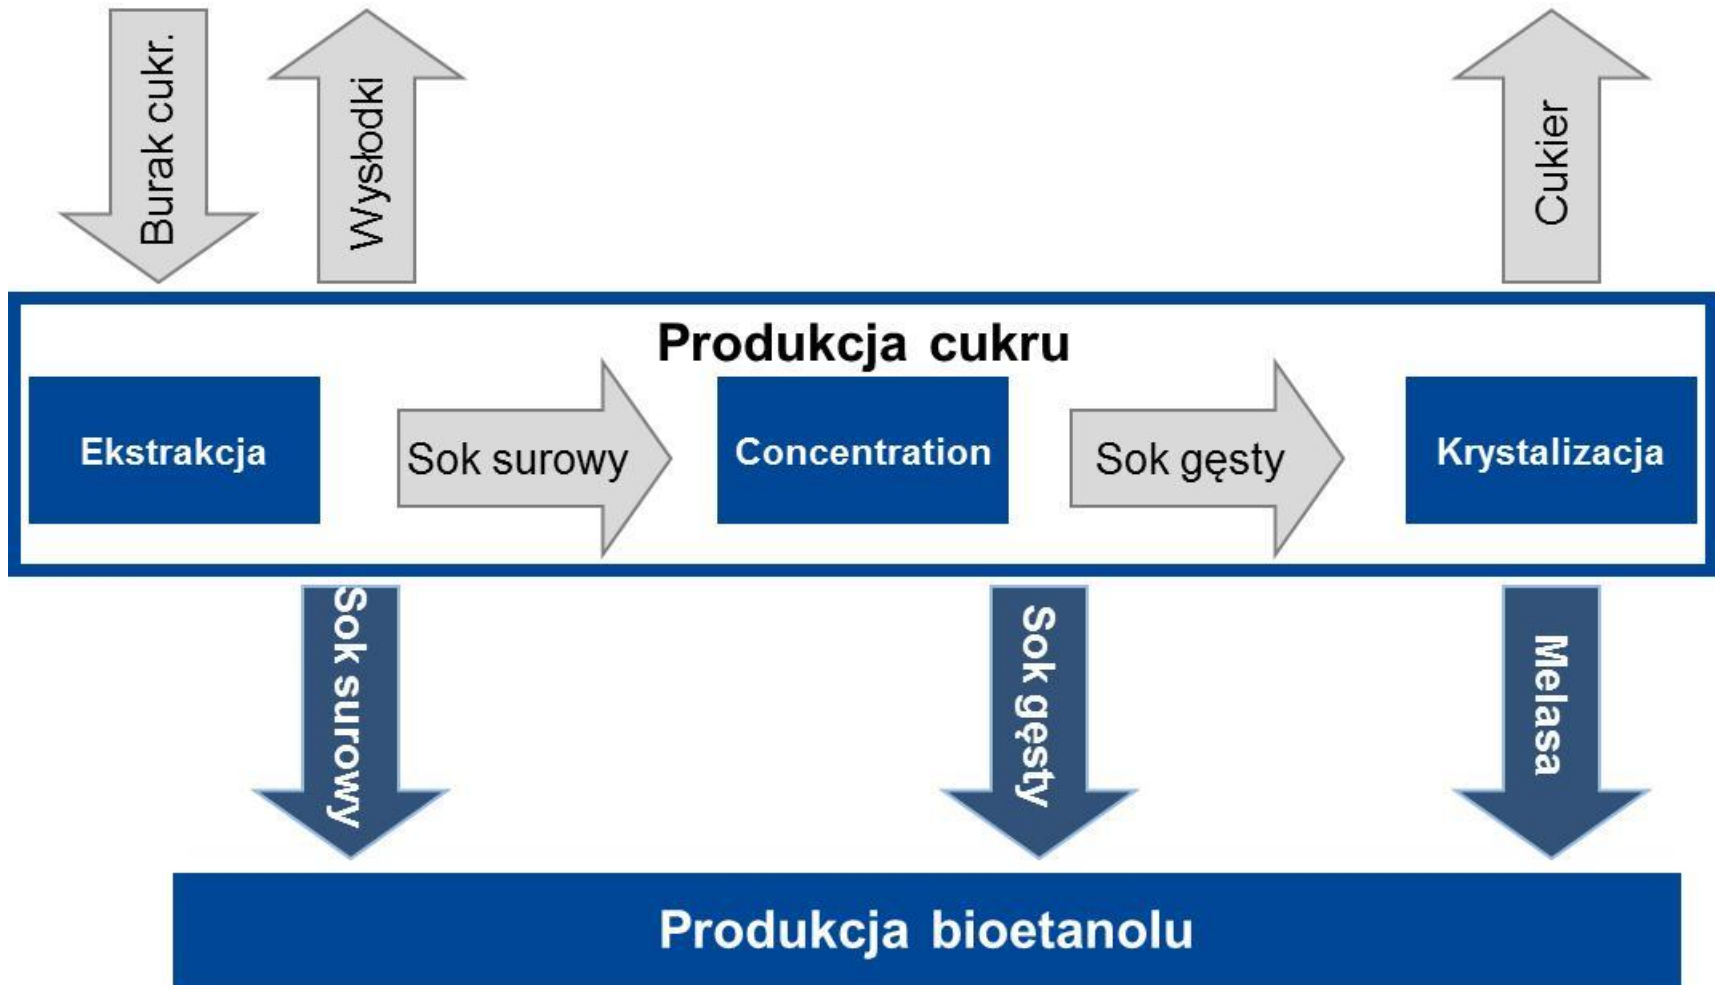 Burak cukr.
Wysłodki
Cukier
Produkcja cukru
Ekstrakcja
Sok surowy
Concentration
Sok gęsty
Krystalizacja
Sok surowy
Sok gęsty
Melasa
Produkcja bioetanolu